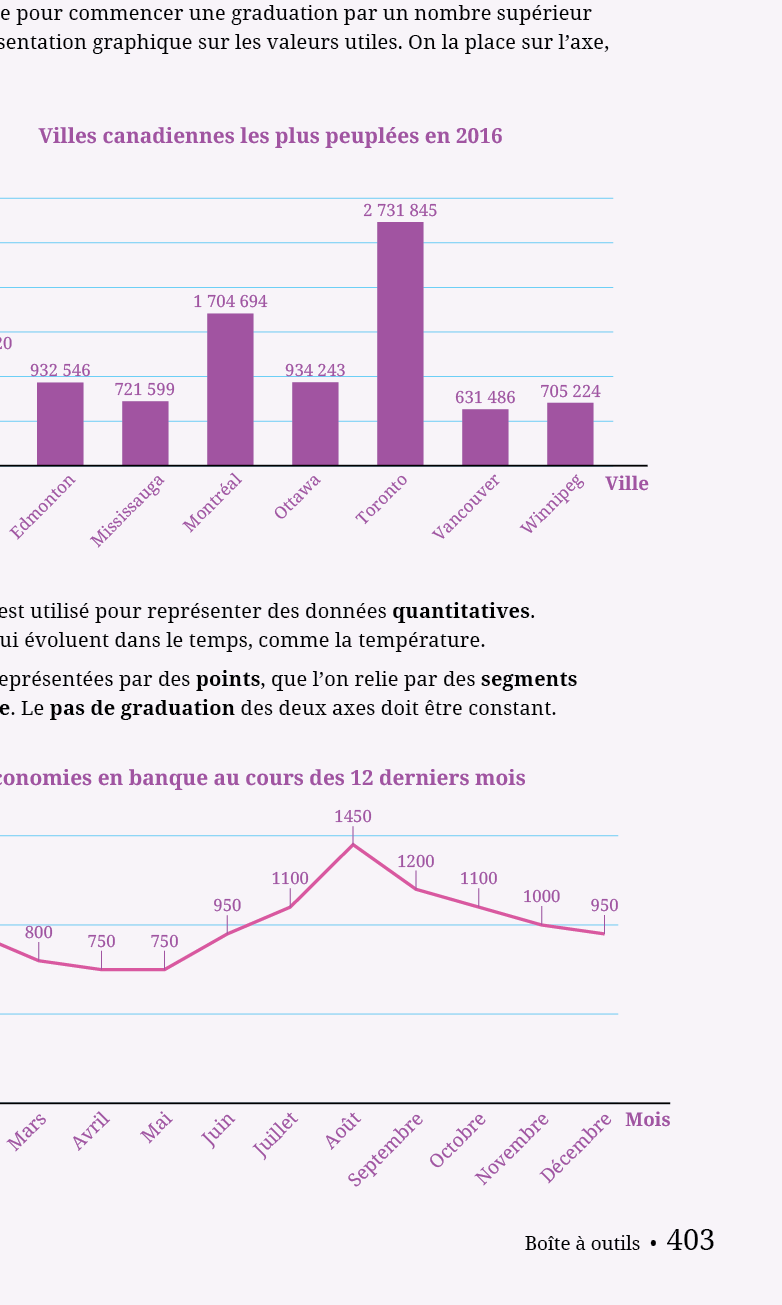 e pour commencer une graduation par un nombre supérieur
sentation graphique sur les valeurs utiles. On la place sur l’axe,
Villes canadiennes les plus peuplées en 2016
20
932 546
721 599
1 704 694
934 243
2 731 845
631 486
705 224
Edmonton
Mississauga
Montréal
Ottawa
Toronto
Vancouver
Winnipeg
Ville
est utilisé pour représenter des données quantitatives.
ui évoluent dans le temps, comme la température.
eprésentées par des points, que l’on relie par des segments
e. Le pas de graduation des deux axes doit être constant.
conomies en banque au cours des 12 derniers mois
800
750
750
950
1100
1450
1200
1100
1000
950
Mars
Avril
Mai
Juin
Juillet
Août
Septembre
Octobre
Novembre
Décembre
Mois
Boîte à outils • 403